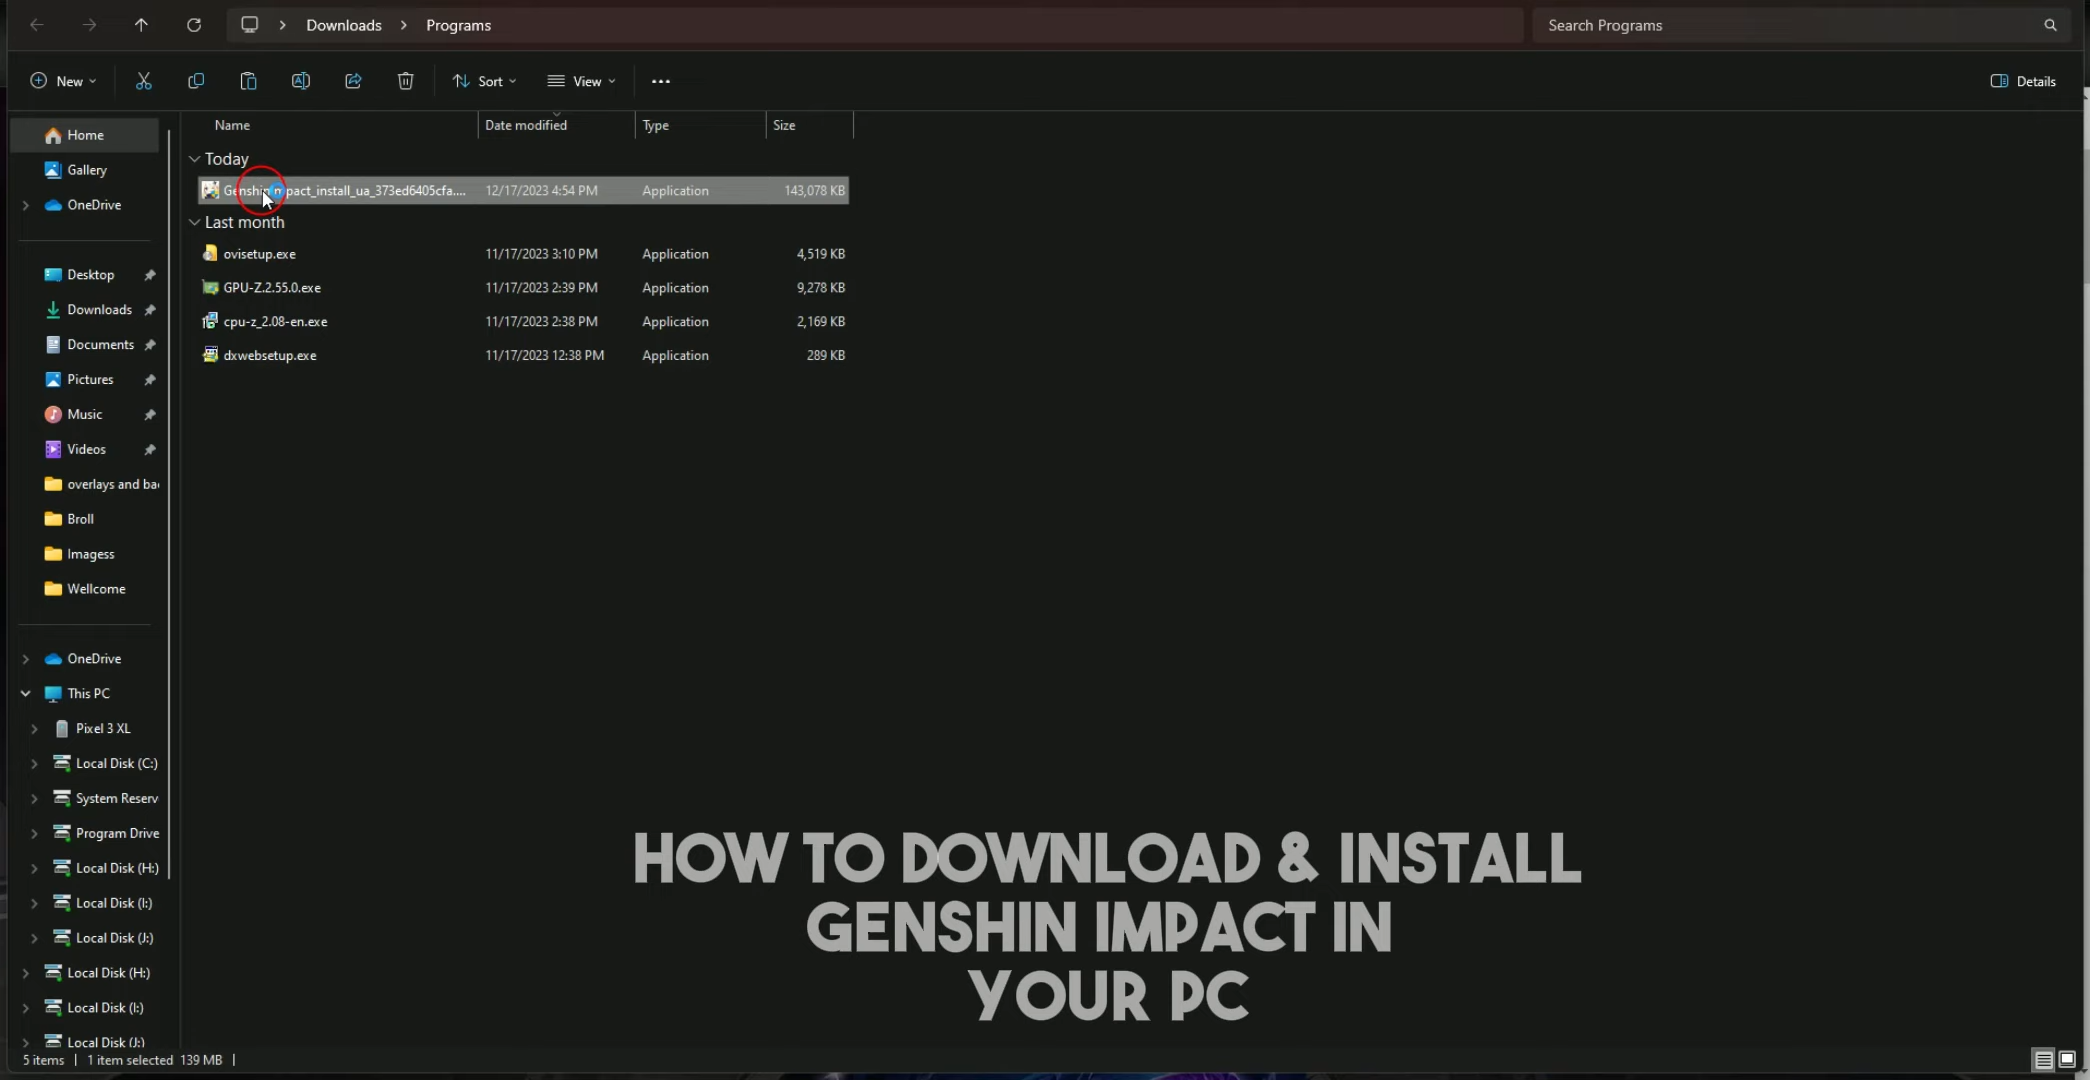 Downloads > Programs
Search Programs
New
Sort
View
Details
Name Date modified Type Size
Home
Gallery
OneDrive
Desktop
Downloads
Documents
Pictures
Music
Videos
overlays and ba
Broll
Imagess
Wellcome
OneDrive
This PC
Pixel 3 XL
Local Disk (C:)
System Reserv
Program Drive
Local Disk (H:)
Local Disk (I:)
Local Disk (J:)
Local Disk (H:)
Local Disk (I:)
Local Disk (J:)
Today
GenshinImpact_install_ua_373ed6405cfa.... 12/17/2023 4:54 PM Application 143,078 KB
Last month
ovisetup.exe 11/17/2023 3:10 PM Application 4,519 KB
GPU-Z.2.55.0.exe 11/17/2023 2:39 PM Application 9,278 KB
cpu-z_2.08-en.exe 11/17/2023 2:38 PM Application 2,169 KB
dxwebsetup.exe 11/17/2023 12:38 PM Application 289 KB
HOW TO DOWNLOAD & INSTALL
GENSHIN IMPACT IN
YOUR PC
5 items | 1 item selected 139 MB |